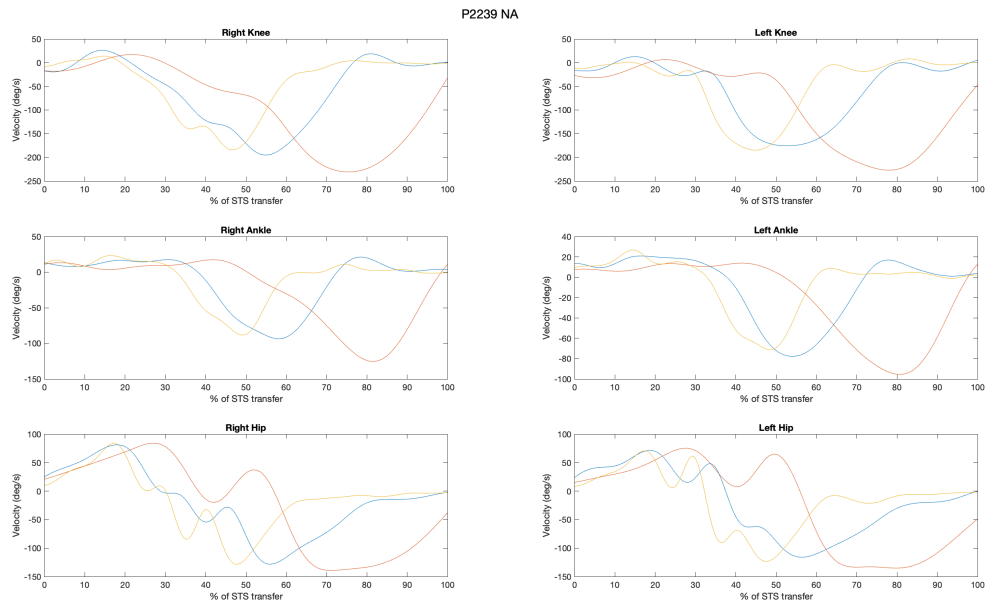 P2239 NA
Right Knee
Velocity (deg/s)
50
0
-50
-100
-150
-200
-250
0 10 20 30 40 50 60 70 80 90 100
% of STS transfer
Left Knee
Velocity (deg/s)
50
0
-50
-100
-150
-200
-250
0 10 20 30 40 50 60 70 80 90 100
% of STS transfer
Right Ankle
Velocity (deg/s)
50
0
-50
-100
-150
0 10 20 30 40 50 60 70 80 90 100
% of STS transfer
Left Ankle
Velocity (deg/s)
40
20
0
-20
-40
-60
-80
-100
0 10 20 30 40 50 60 70 80 90 100
% of STS transfer
Right Hip
Velocity (deg/s)
100
50
0
-50
-100
-150
0 10 20 30 40 50 60 70 80 90 100
% of STS transfer
Left Hip
Velocity (deg/s)
100
50
0
-50
-100
-150
0 10 20 30 40 50 60 70 80 90 100
% of STS transfer